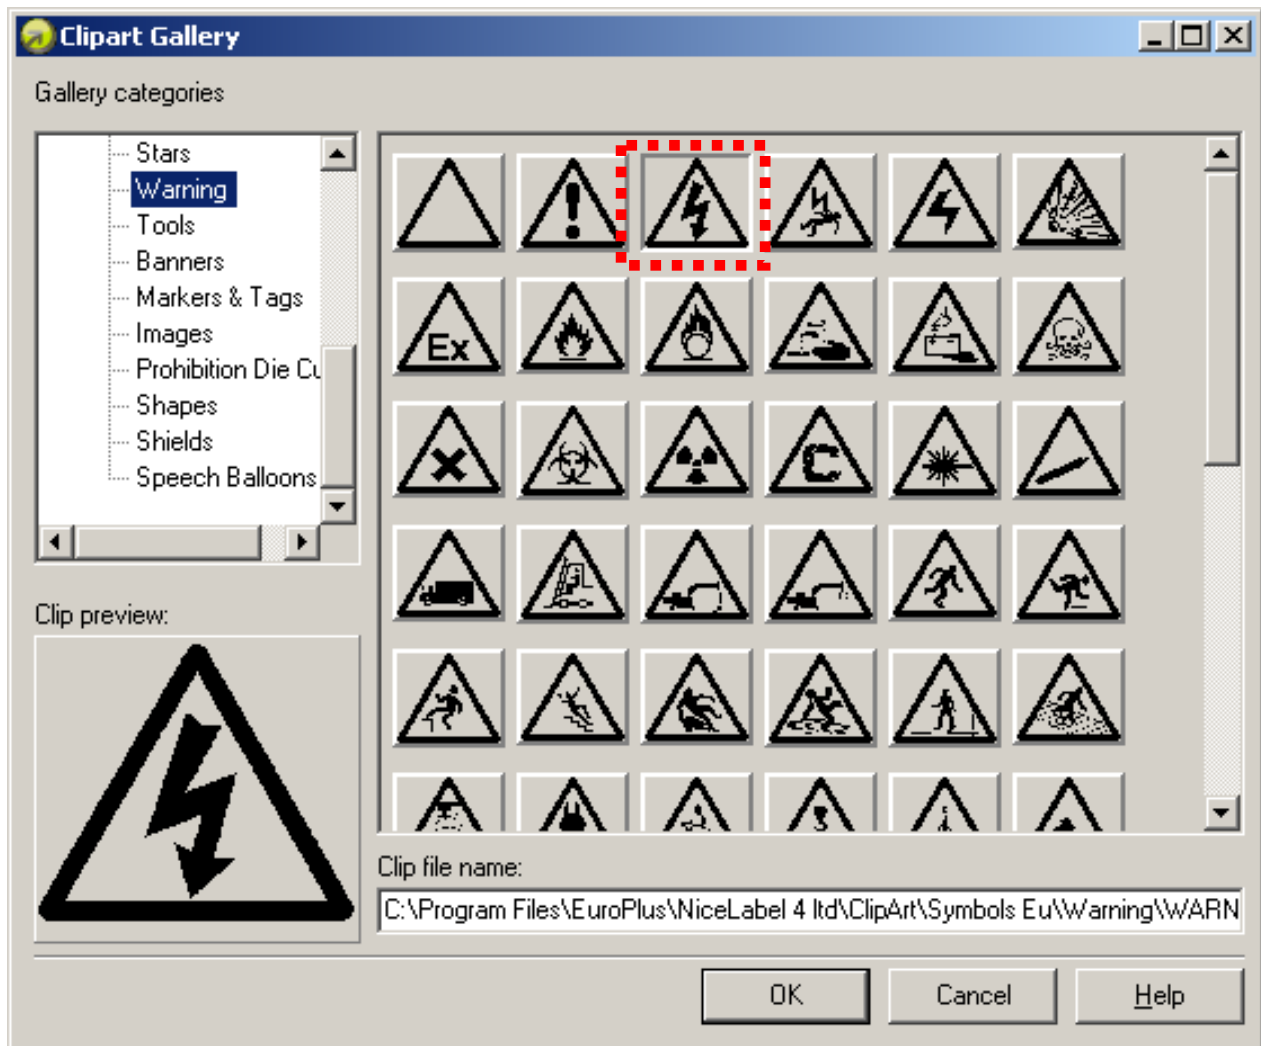 Clipart Gallery
Gallery categories
Stars
Warning
Tools
Banners
Markers & Tags
Images
Prohibition Die Cu
Shapes
Shields
Speech Balloons
Ex
C
Clip preview:
Clip file name:
C:\Program Files\EuroPlus\NiceLabel 4 ltd\ClipArt\Symbols Eu\Warning\WARN
OK
Cancel
Help